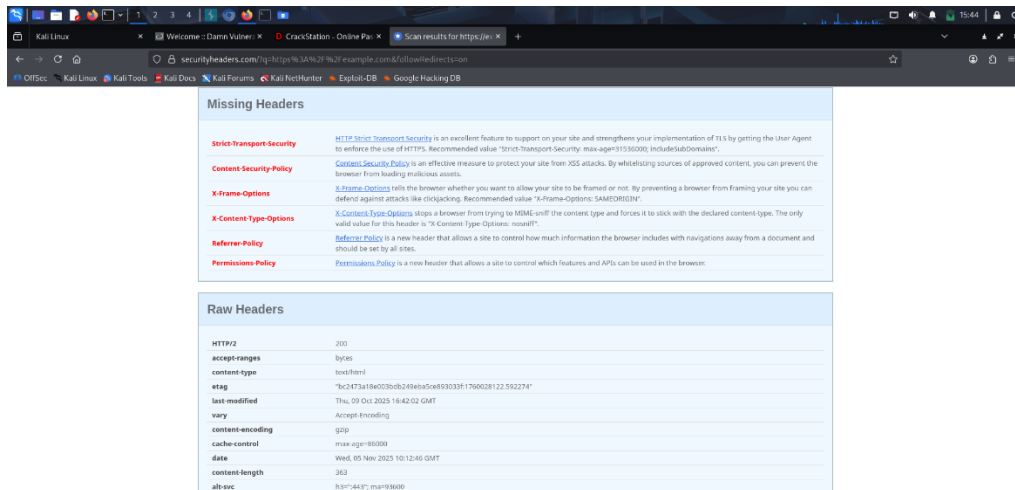 1 2 3 4 15:44
Kali Linux × Welcome :: Damn Vulnera × CrackStation - Online Pas × Scan results for https://ex × +
securityheaders.com/?q=https%3A%2F%2Fexample.com&followRedirects=on
OffSec Kali Linux Kali Tools Kali Docs Kali Forums Kali NetHunter Exploit-DB Google Hacking DB
Missing Headers
Strict-Transport-Security HTTP Strict Transport Security is an excellent feature to support on your site and strengthens your implementation of TLS by getting the User Agent
to enforce the use of HTTPS. Recommended value "Strict-Transport-Security: max-age=31536000; includeSubDomains".
Content-Security-Policy Content Security Policy is an effective measure to protect your site from XSS attacks. By whitelisting sources of approved content, you can prevent the
browser from loading malicious assets.
X-Frame-Options X-Frame-Options tells the browser whether you want to allow your site to be framed or not. By preventing a browser from framing your site you can
defend against attacks like clickjacking. Recommended value "X-Frame-Options: SAMEORIGIN".
X-Content-Type-Options X-Content-Type-Options stops a browser from trying to MIME-sniff the content type and forces it to stick with the declared content-type. The only
valid value for this header is "X-Content-Type-Options: nosniff".
Referrer-Policy Referrer Policy is a new header that allows a site to control how much information the browser includes with navigations away from a document and
should be set by all sites.
Permissions-Policy Permissions Policy is a new header that allows a site to control which features and APIs can be used in the browser.
Raw Headers
HTTP/2 200
accept-ranges bytes
content-type text/html
etag "bc2473a18e003bdb249eba5ce893033f:1760028122.592274"
last-modified Thu, 09 Oct 2025 16:42:02 GMT
vary Accept-Encoding
content-encoding gzip
cache-control max-age=86000
date Wed, 05 Nov 2025 10:12:46 GMT
content-length 363
alt-svc h3=":443"; ma=93600